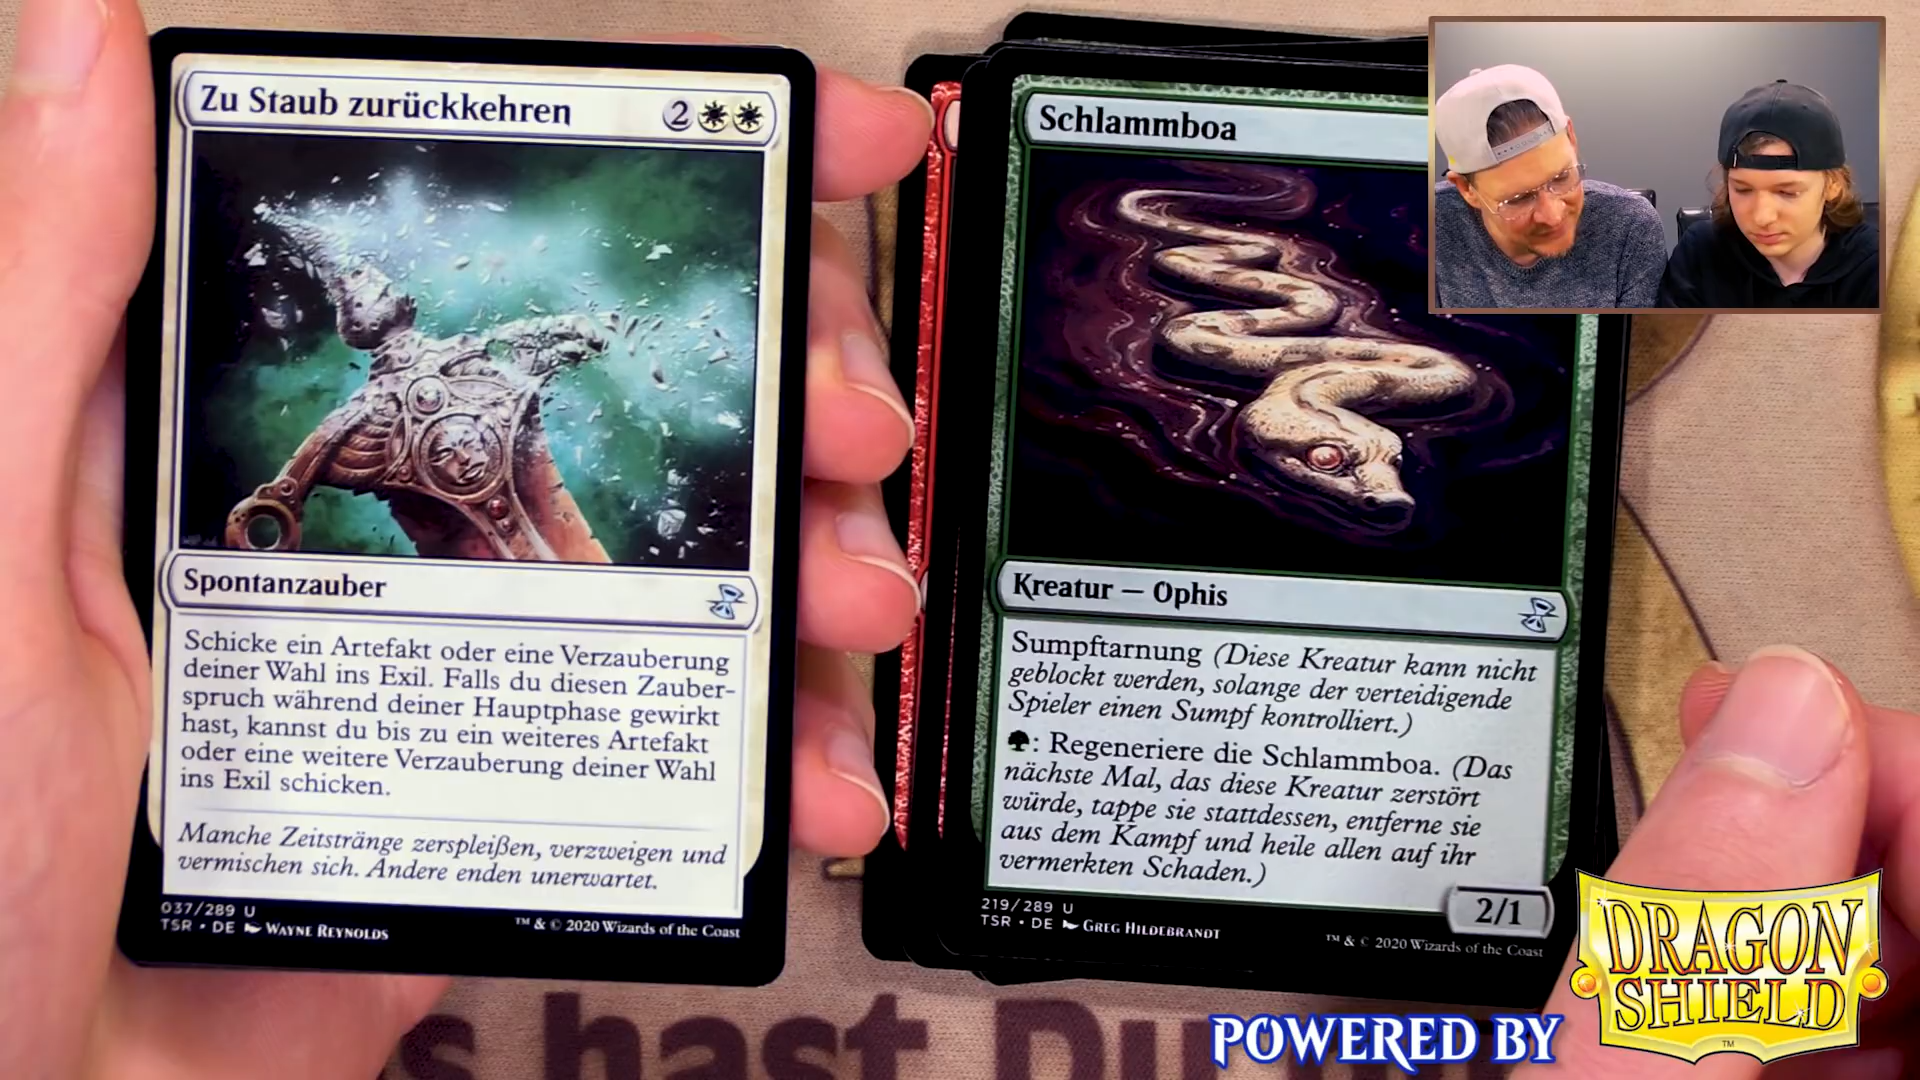 Zu Staub zurückkehren 2
Spontanzauber
Schicke ein Artefakt oder eine Verzauberung
deiner Wahl ins Exil. Falls du diesen Zauber-
spruch während deiner Hauptphase gewirkt
hast, kannst du bis zu ein weiteres Artefakt
oder eine weitere Verzauberung deiner Wahl
ins Exil schicken.
Manche Zeitstränge zerspleißen, verzweigen und
vermischen sich. Andere enden unerwartet.
037/289 U
TSR • DE WAYNE REYNOLDS
™ & © 2020 Wizards of the Coast
Schlammboa
Kreatur — Ophis
Sumpftarnung (Diese Kreatur kann nicht
geblockt werden, solange der verteidigende
Spieler einen Sumpf kontrolliert.)
: Regeneriere die Schlammboa. (Das
nächste Mal, das diese Kreatur zerstört
würde, tappe sie stattdessen, entferne sie
aus dem Kampf und heile allen auf ihr
vermerkten Schaden.)
2/1
219/289 U
TSR • DE GREG HILDEBRANDT
™ & © 2020 Wizards of the Coast
s hast Du
POWERED BY
DRAGON
SHIELD
™